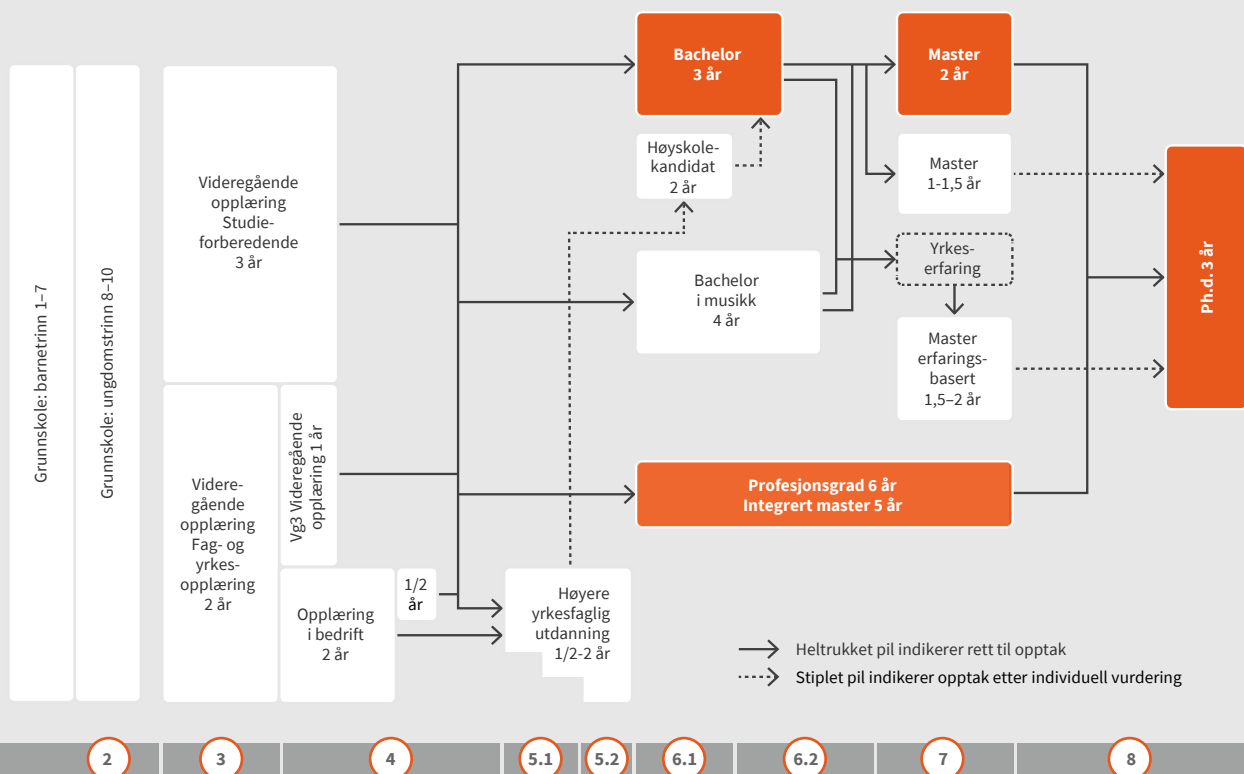 Grunnskole: barnetrinn 1–7
Grunnskole: ungdomstrinn 8–10
Videregående
opplæring
Studie-
forberedende
3 år
Videre-
gående
opplæring
Fag- og
yrkes-
opplæring
2 år
Vg3 Videregående
opplæring 1 år
Opplæring
i bedrift
2 år
1/2
år
Høyere
yrkesfaglig
utdanning
1/2-2 år
Bachelor
3 år
Høyskole-
kandidat
2 år
Bachelor
i musikk
4 år
Profesjonsgrad 6 år
Integrert master 5 år
Master
2 år
Master
1-1,5 år
Yrkes-
erfaring
Master
erfarings-
basert
1,5–2 år
Ph.d. 3 år
Heltrukket pil indikerer rett til opptak
Stiplet pil indikerer opptak etter individuell vurdering
2
3
4
5.1
5.2
6.1
6.2
7
8